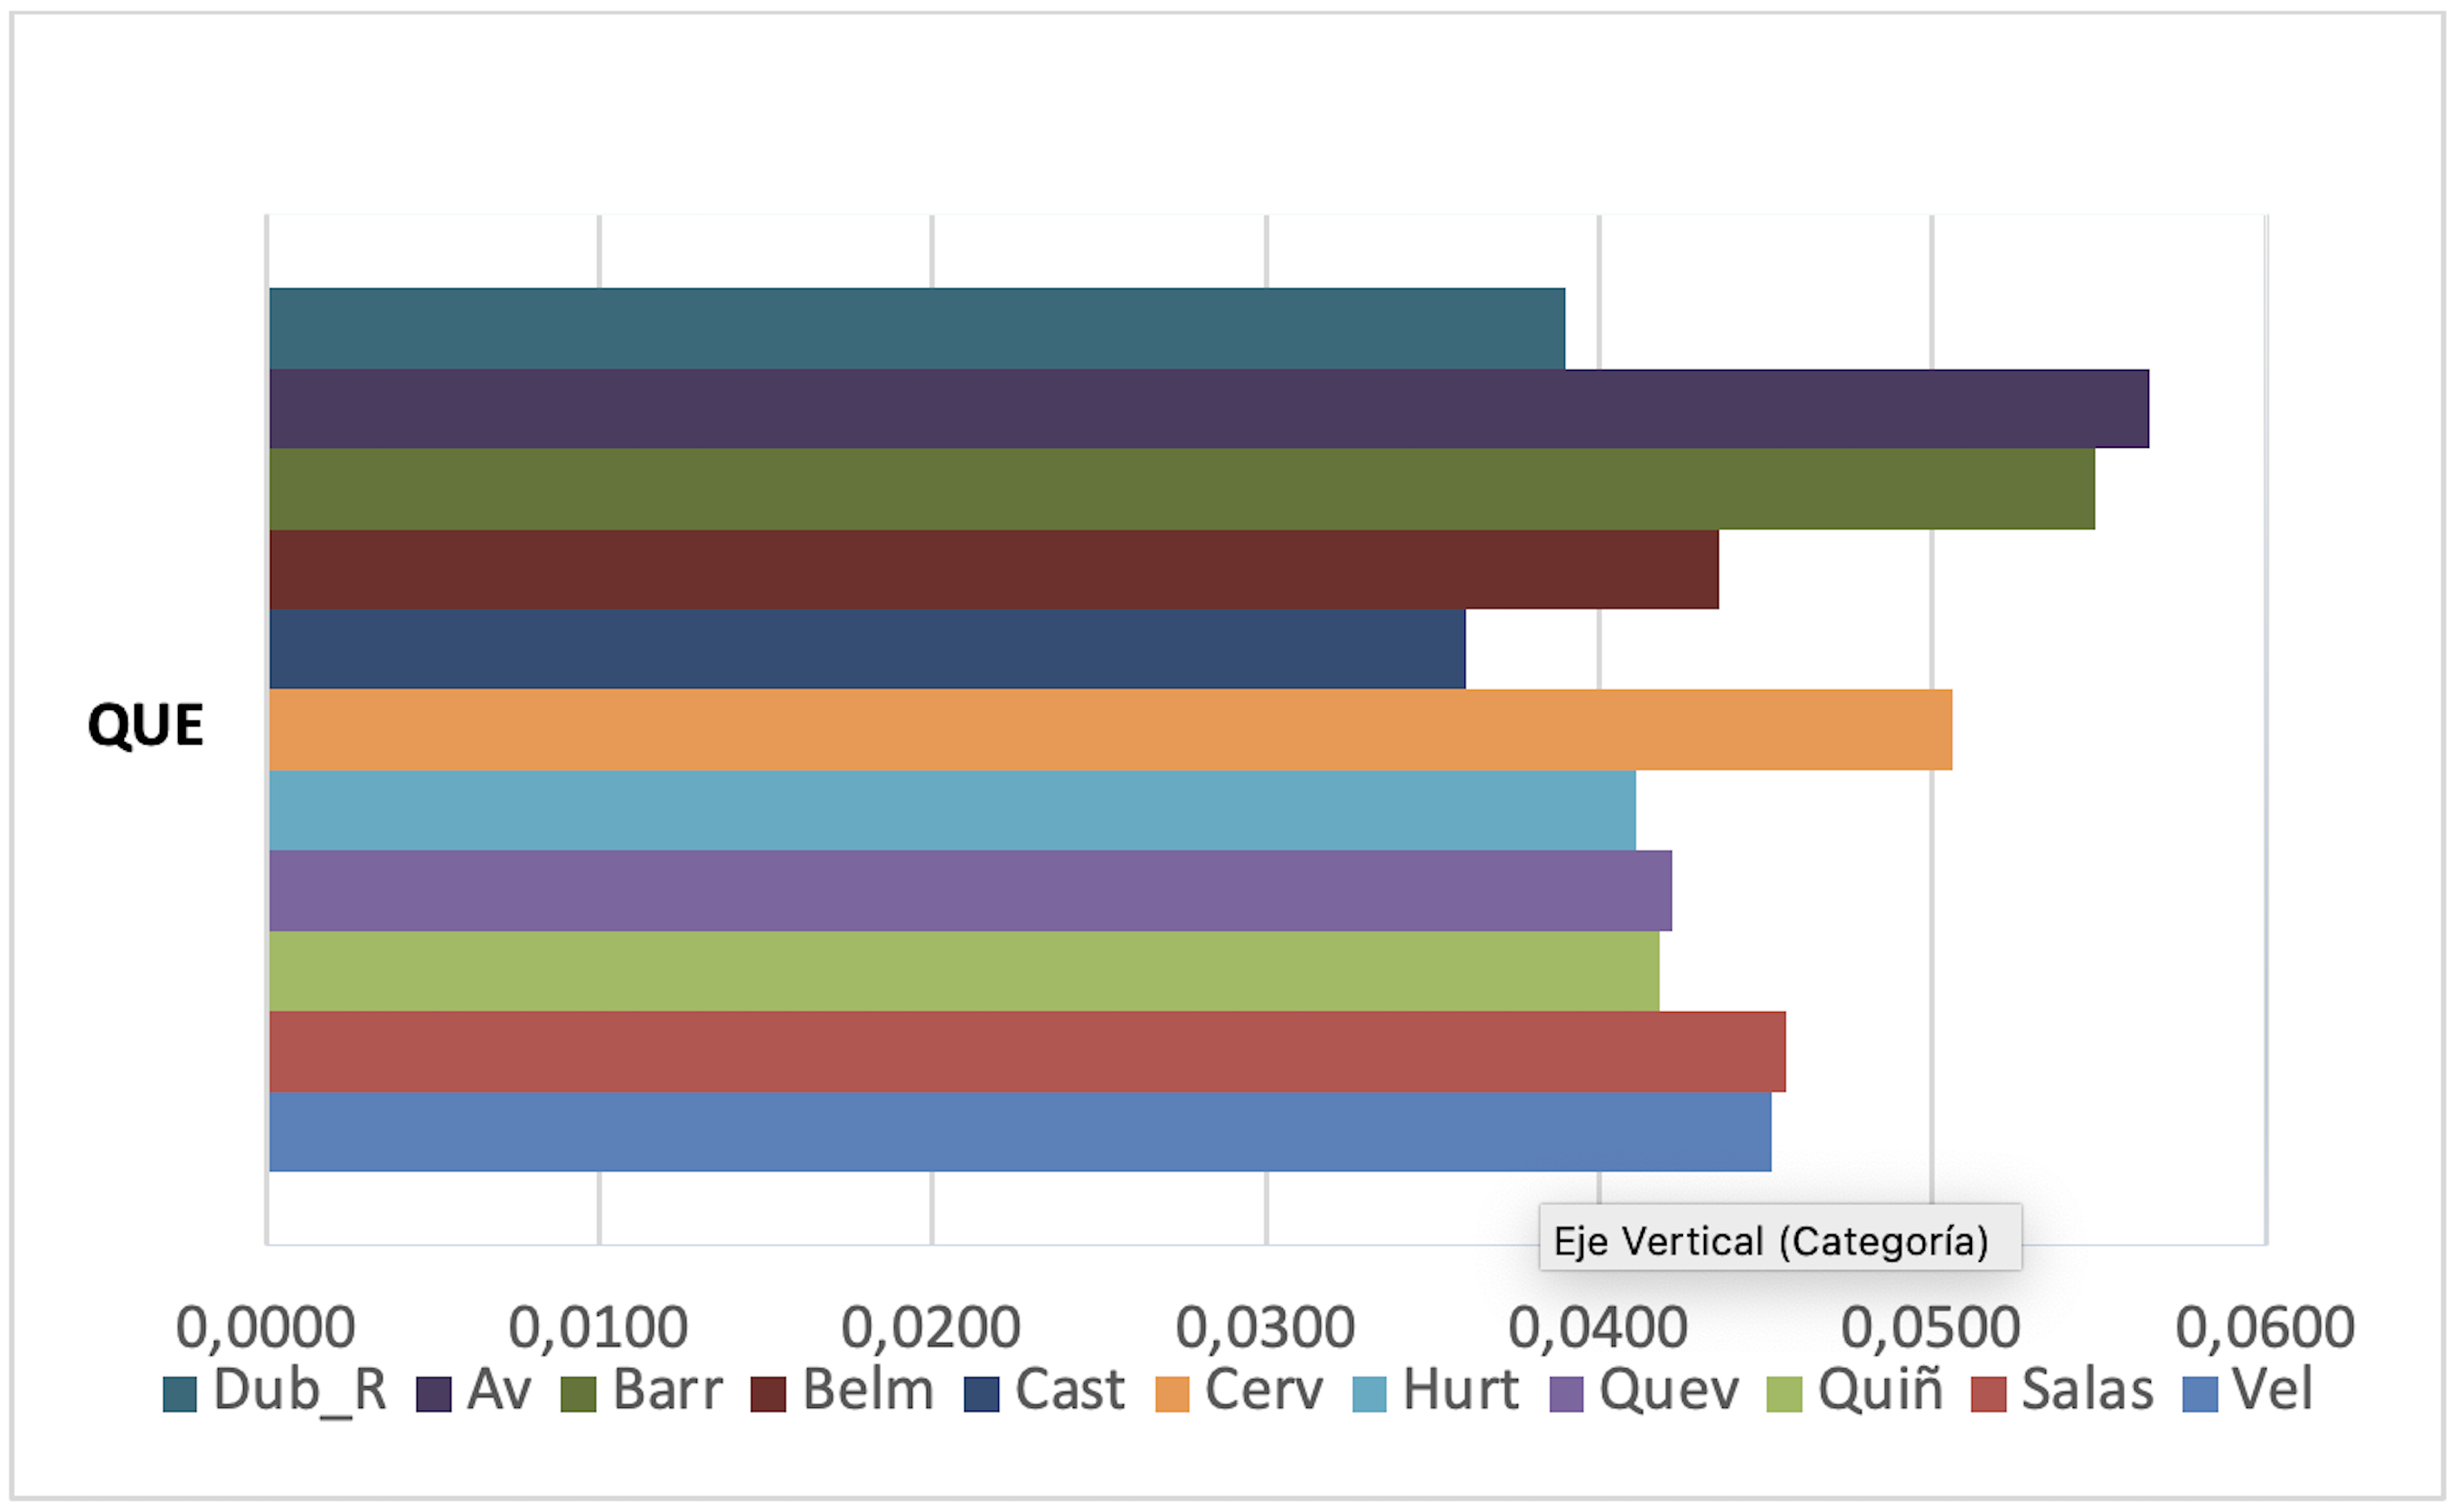 QUE
Eje Vertical (Categoría)
0,0000 0,0100 0,0200 0,0300 0,0400 0,0500 0,0600
Dub_R Av Barr Belm Cast Cerv Hurt Quev Quiñ Salas Vel